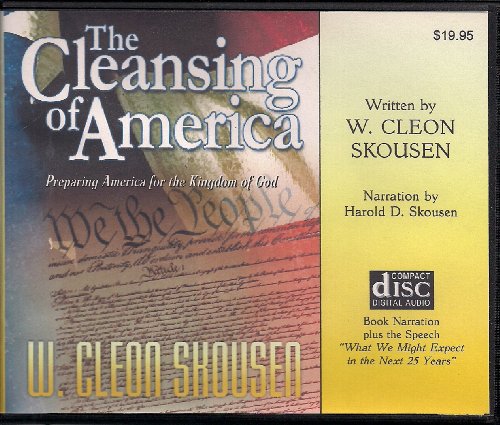 The
Cleansing
of America
Preparing America for the Kingdom of God
We the People
W. CLEON SKOUSEN
$19.95
Written by
W. CLEON
SKOUSEN
Narration by
Harold D. Skousen
COMPACT
disc
DIGITAL AUDIO
Book Narration
plus the Speech
"What We Might Expect
in the Next 25 Years"